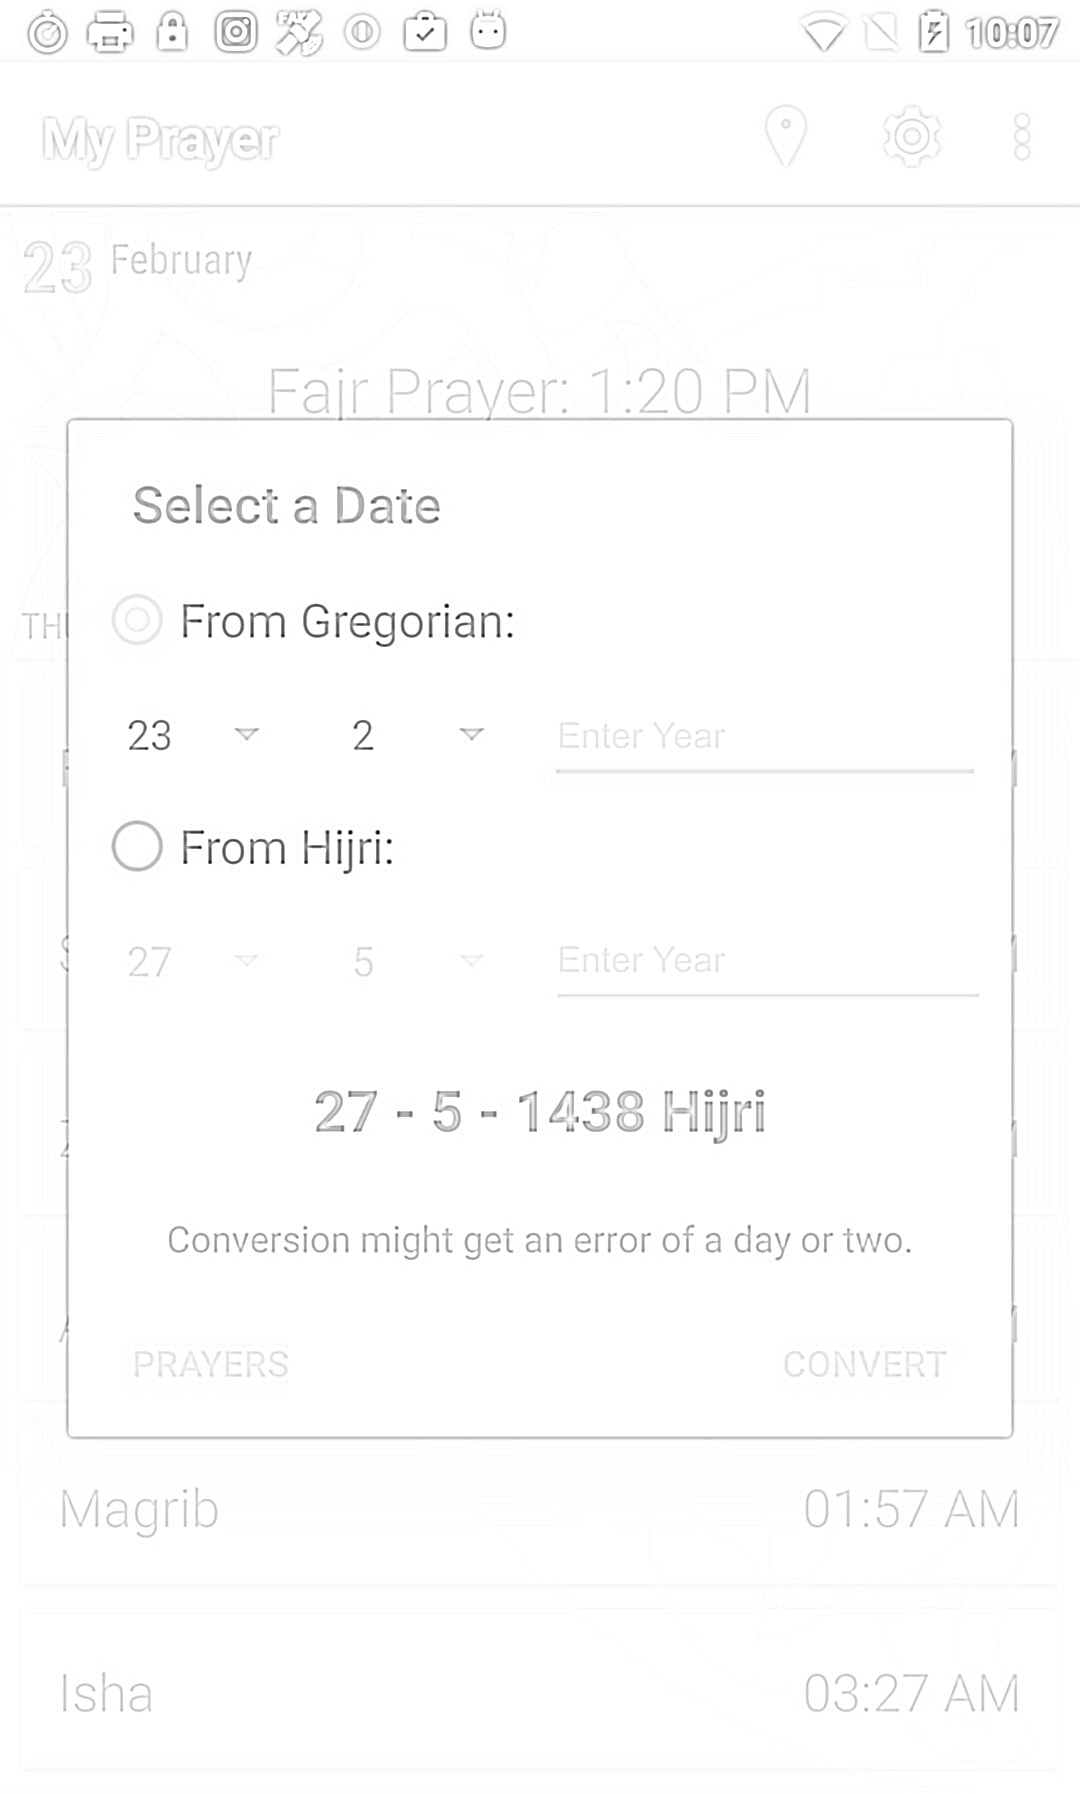 10:07
My Prayer
23 February
Fajr Prayer: 1:20 PM
Select a Date
From Gregorian:
23 2 Enter Year
From Hijri:
27 5 Enter Year
27 - 5 - 1438 Hijri
Conversion might get an error of a day or two.
PRAYERS CONVERT
Magrib 01:57 AM
Isha 03:27 AM